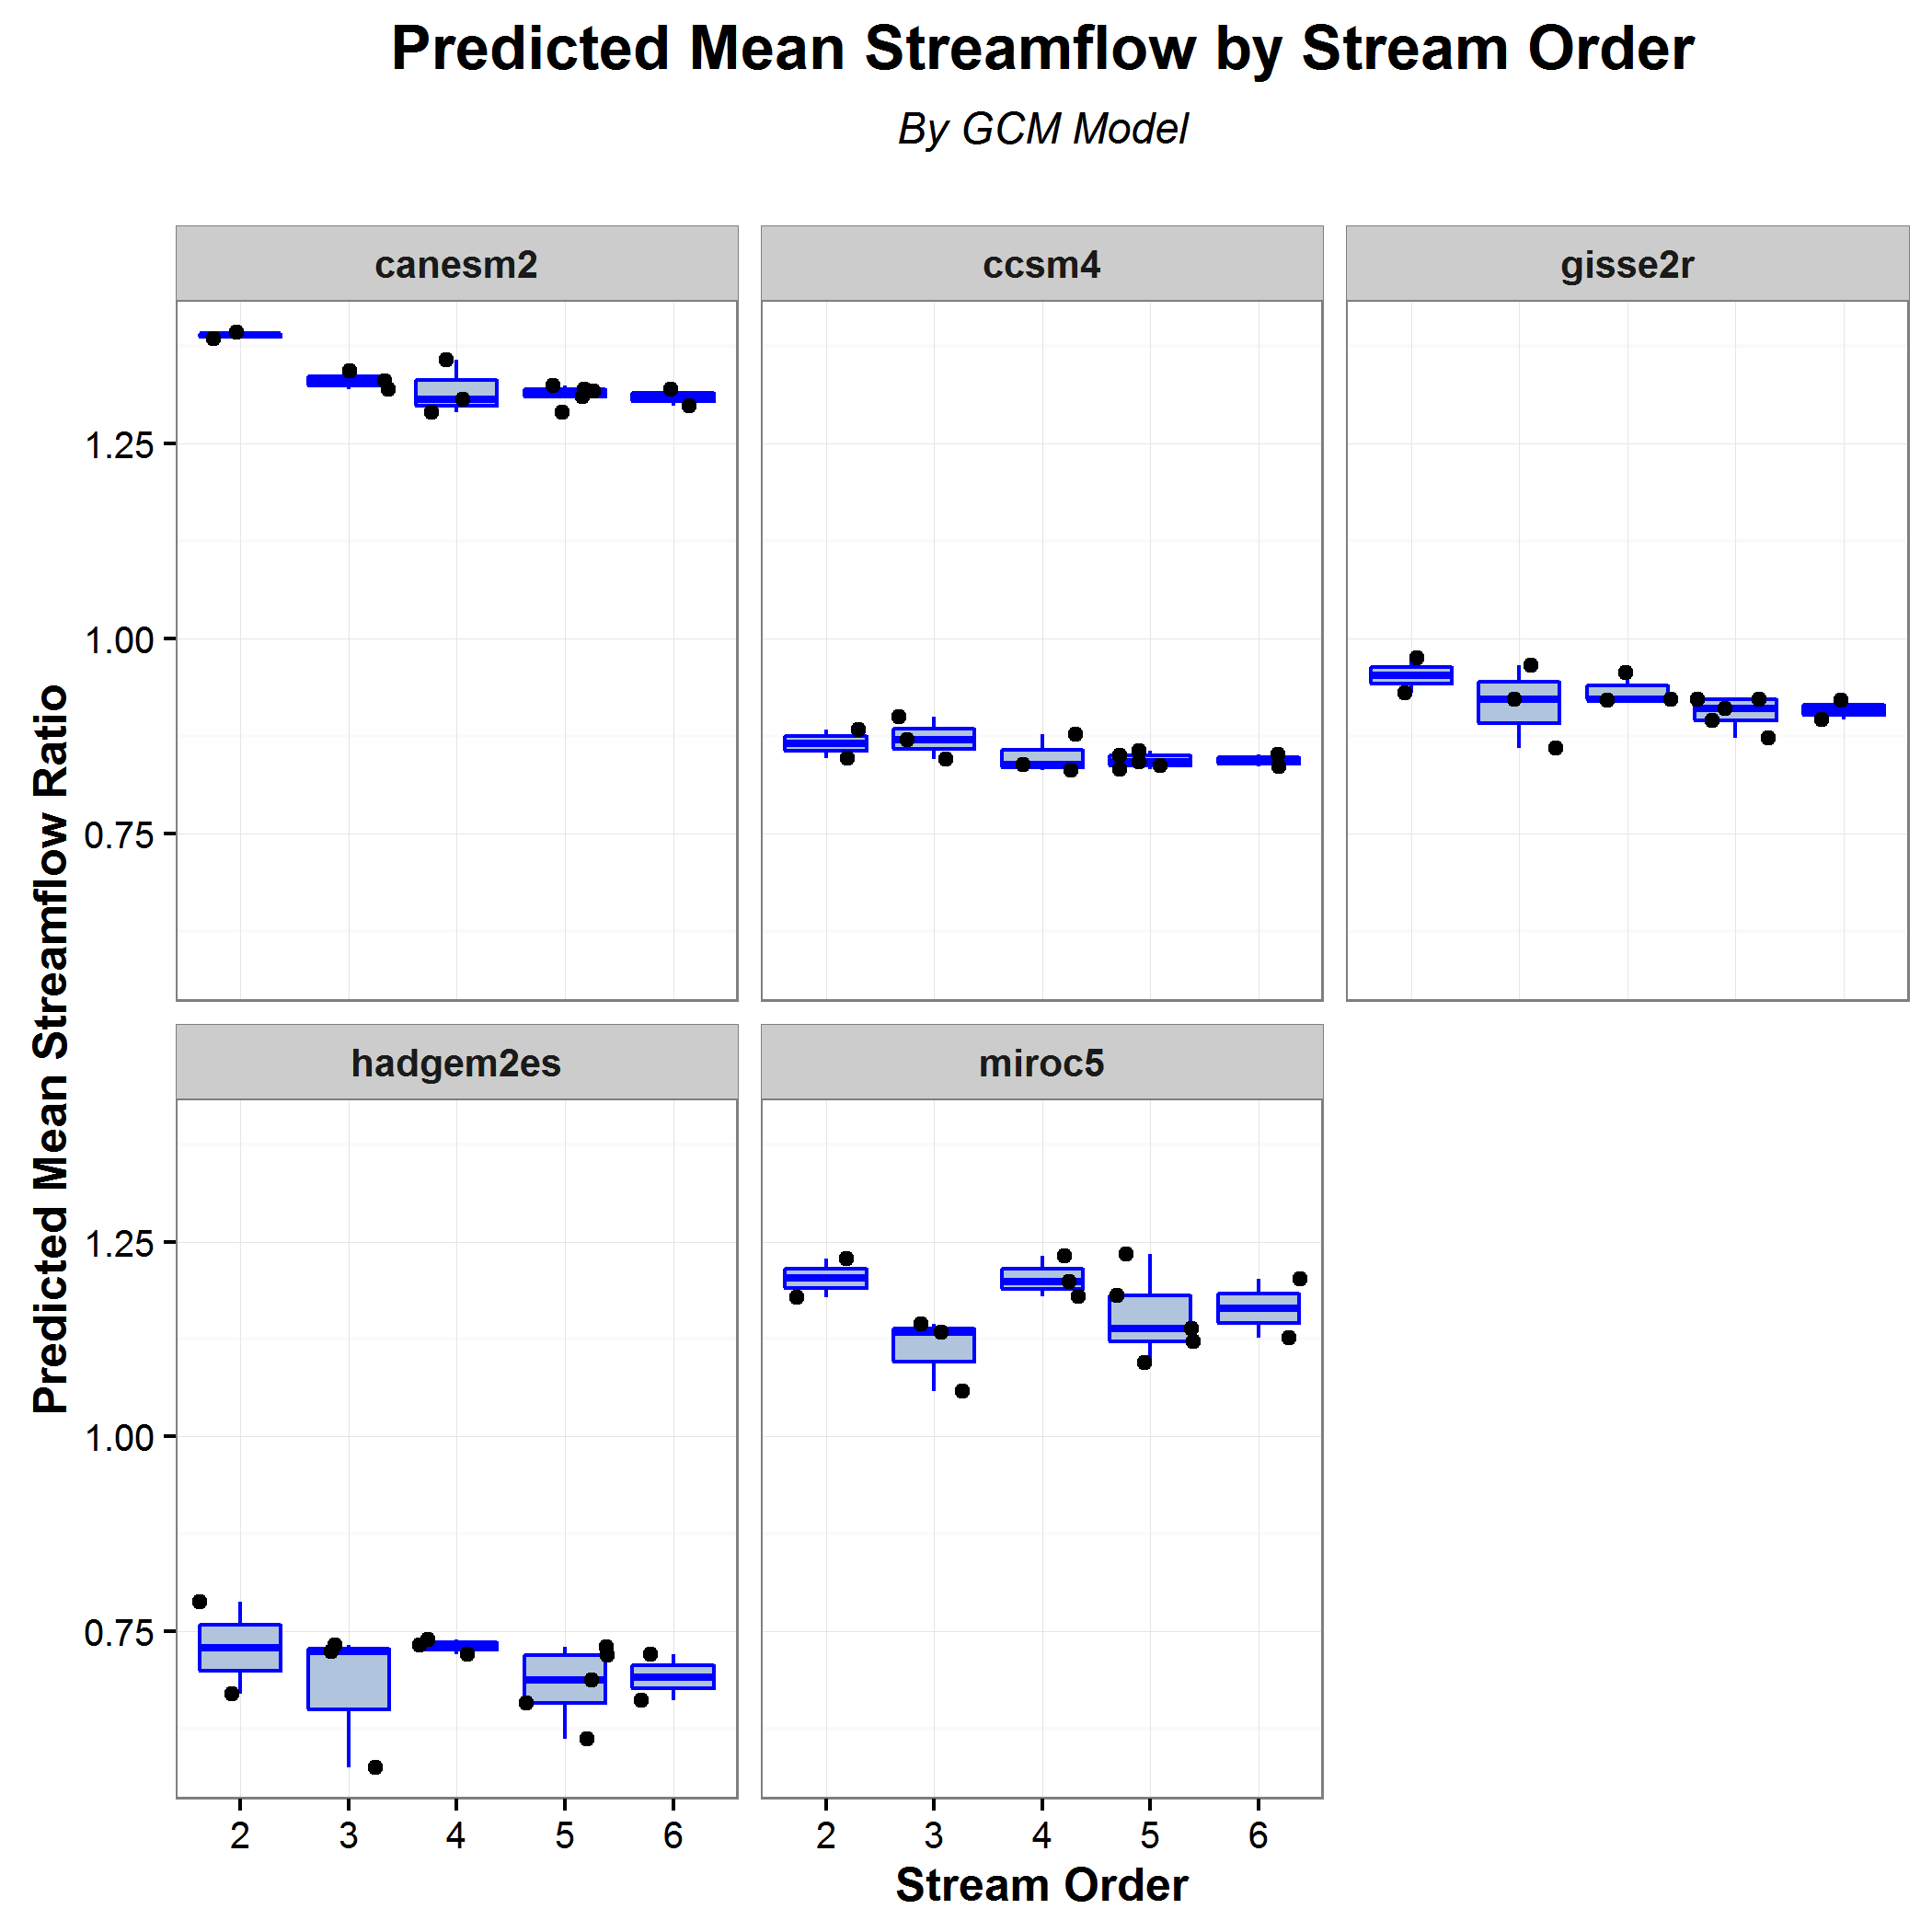 Predicted Mean Streamflow by Stream Order
By GCM Model
canesm2
ccsm4
gisse2r
1.25
1.00
0.75
Predicted Mean Streamflow Ratio
hadgem2es
miroc5
1.25
1.00
0.75
2 3 4 5 6
2 3 4 5 6
Stream Order